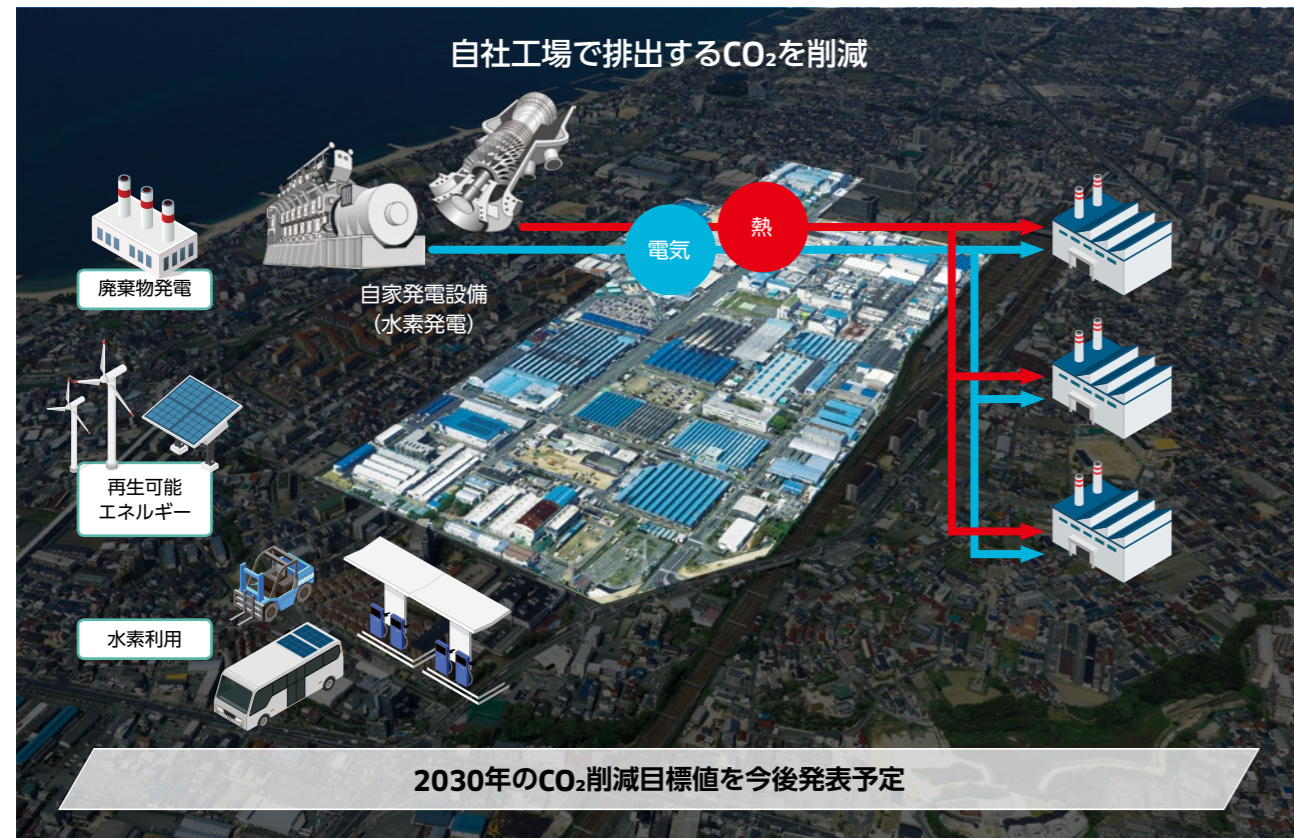 自社工場で排出するCO₂を削減
電気
熱
廃棄物発電
自家発電設備
（水素発電）
再生可能
エネルギー
水素利用
2030年のCO₂削減目標値を今後発表予定